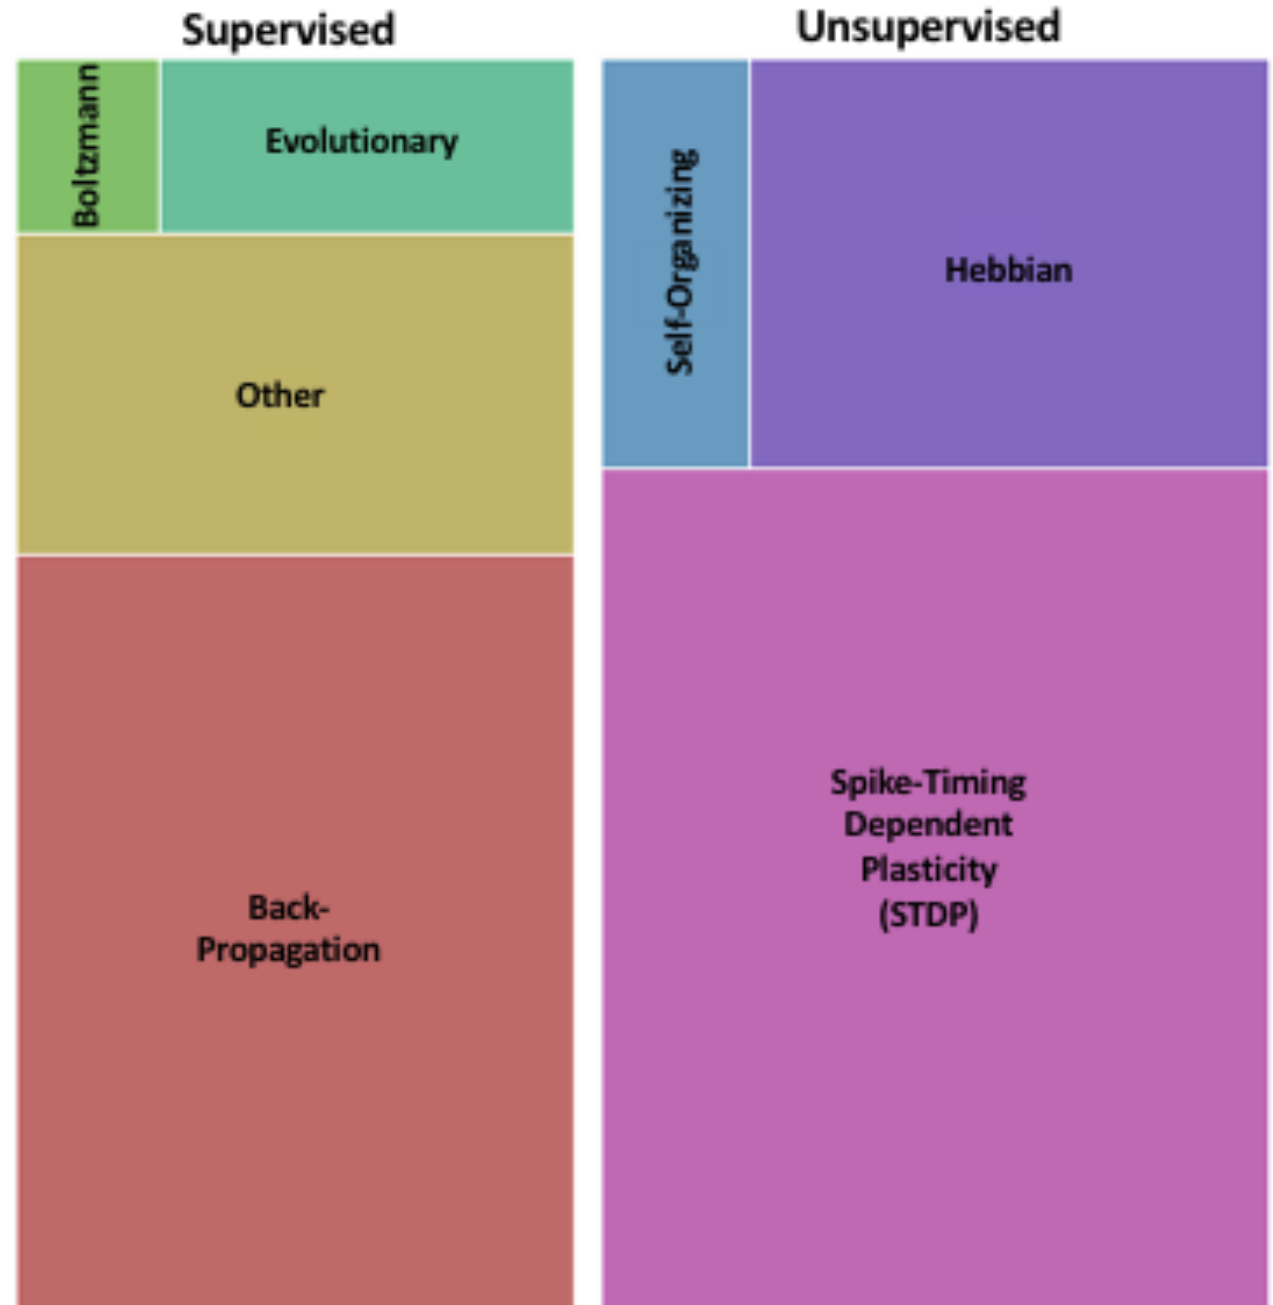 Supervised
Unsupervised
Boltzmann
Evolutionary
Other
Back-
Propagation
Self-Organizing
Hebbian
Spike-Timing
Dependent
Plasticity
(STDP)